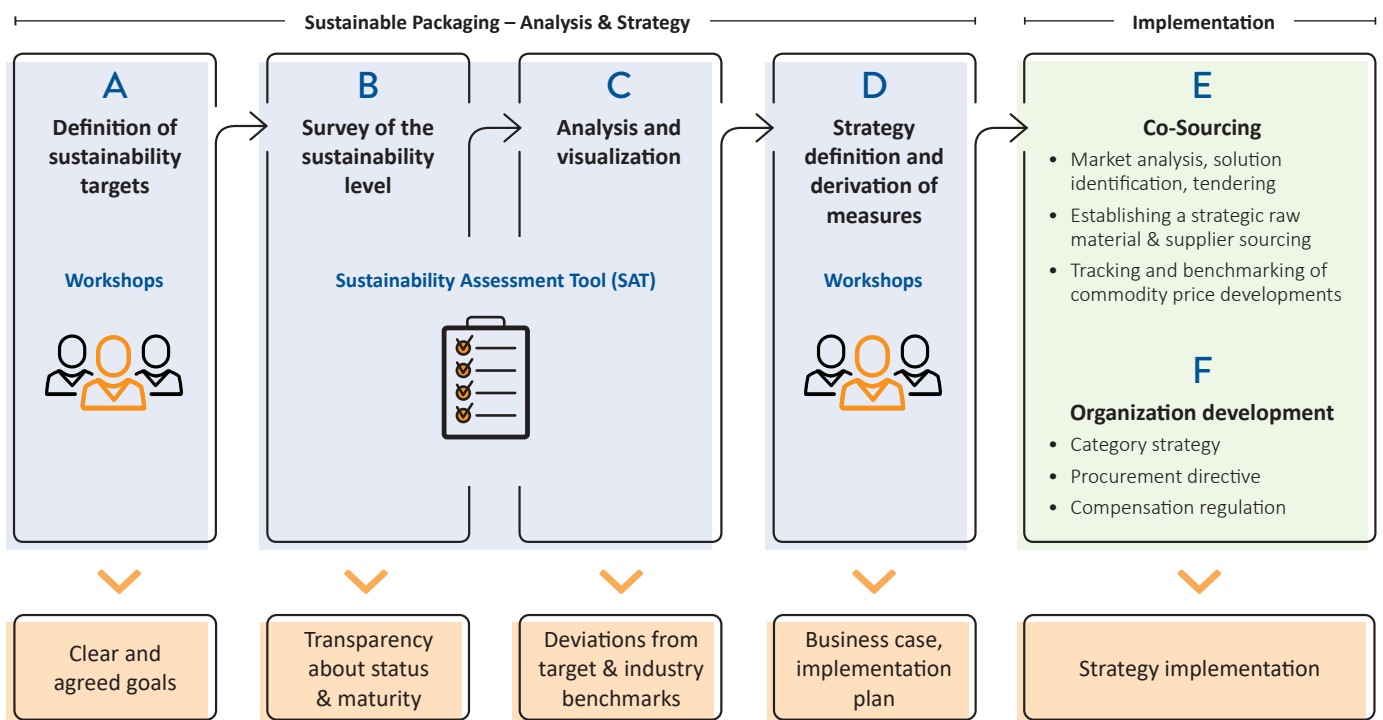 Sustainable Packaging – Analysis & Strategy
Implementation
A
Definition of
sustainability
targets
Workshops
B
Survey of the
sustainability
level
C
Analysis and
visualization
Sustainability Assessment Tool (SAT)
D
Strategy
definition and
derivation of
measures
Workshops
E
Co-Sourcing
• Market analysis, solution
identification, tendering
• Establishing a strategic raw
material & supplier sourcing
• Tracking and benchmarking of
commodity price developments
F
Organization development
• Category strategy
• Procurement directive
• Compensation regulation
Clear and
agreed goals
Transparency
about status
& maturity
Deviations from
target & industry
benchmarks
Business case,
implementation
plan
Strategy implementation